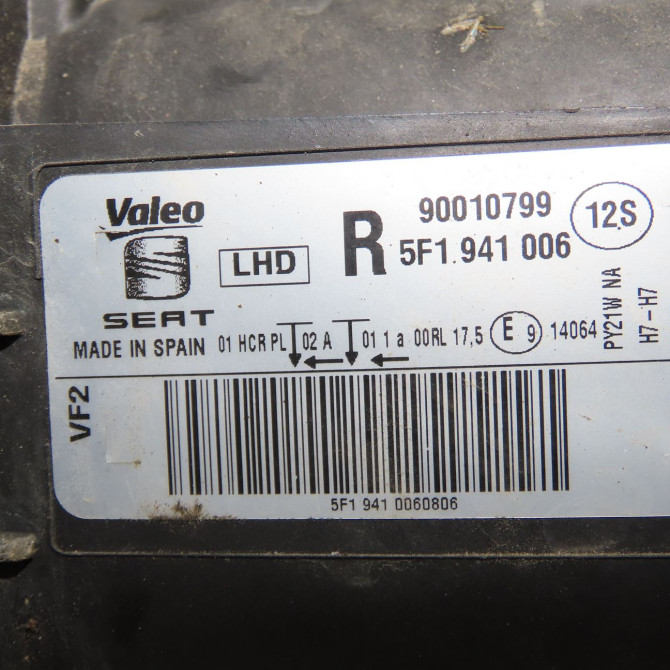 Valeo
SEAT
LHD
R
90010799
5F1.941 006
12.S
MADE IN SPAIN 01 HCR PL 02 A 01 1 a 00RL 17,5 E 9 14064
PY21W NA
H7-H7
VF2
5F1 941 0060806